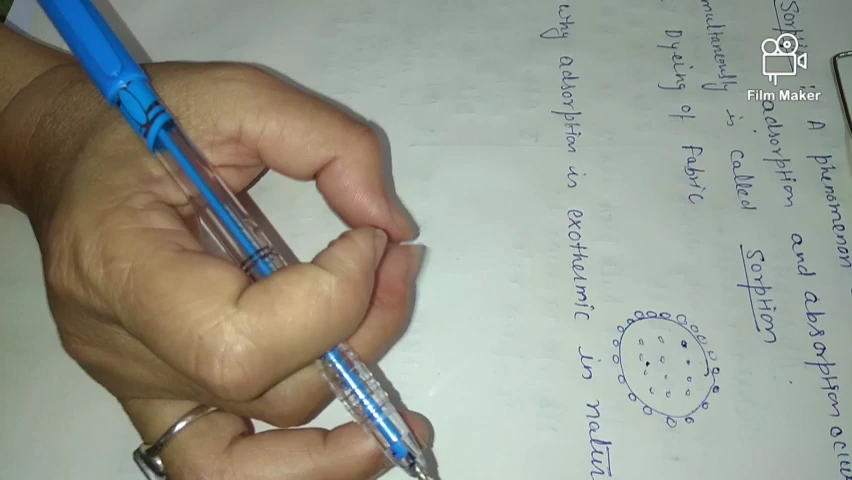 Film Maker
Sorption is A phenomenon
adsorption and absorption occur
simultaneously is called Sorption
Dyeing of fabric
why adsorption is exothermic in nature